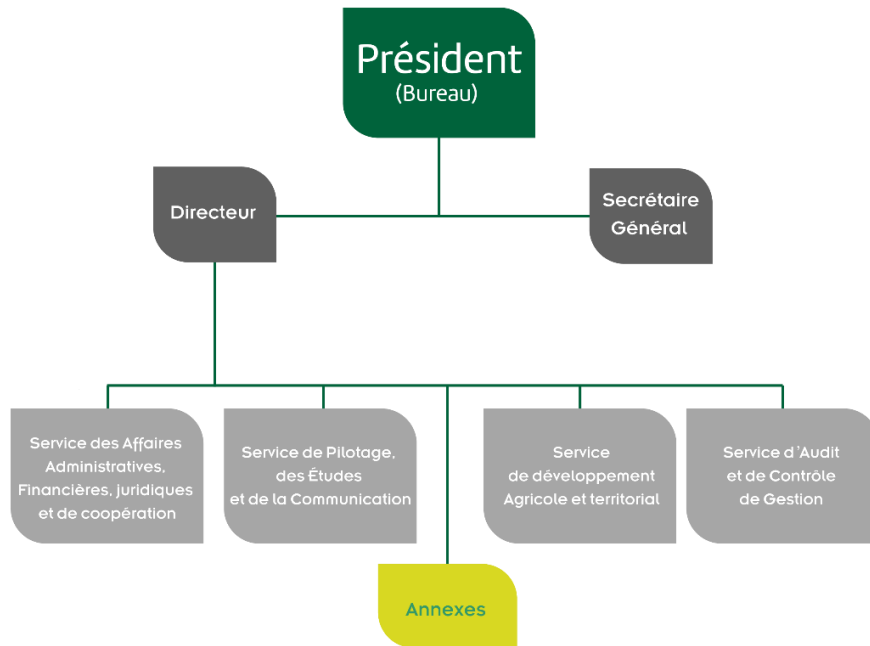 Président
(Bureau)
Directeur
Secrétaire
Général
Service des Affaires
Administratives,
Financières, juridiques
et de coopération
Service de Pilotage,
des Études
et de la Communication
Service
de développement
Agricole et territorial
Service d'Audit
et de Contrôle
de Gestion
Annexes